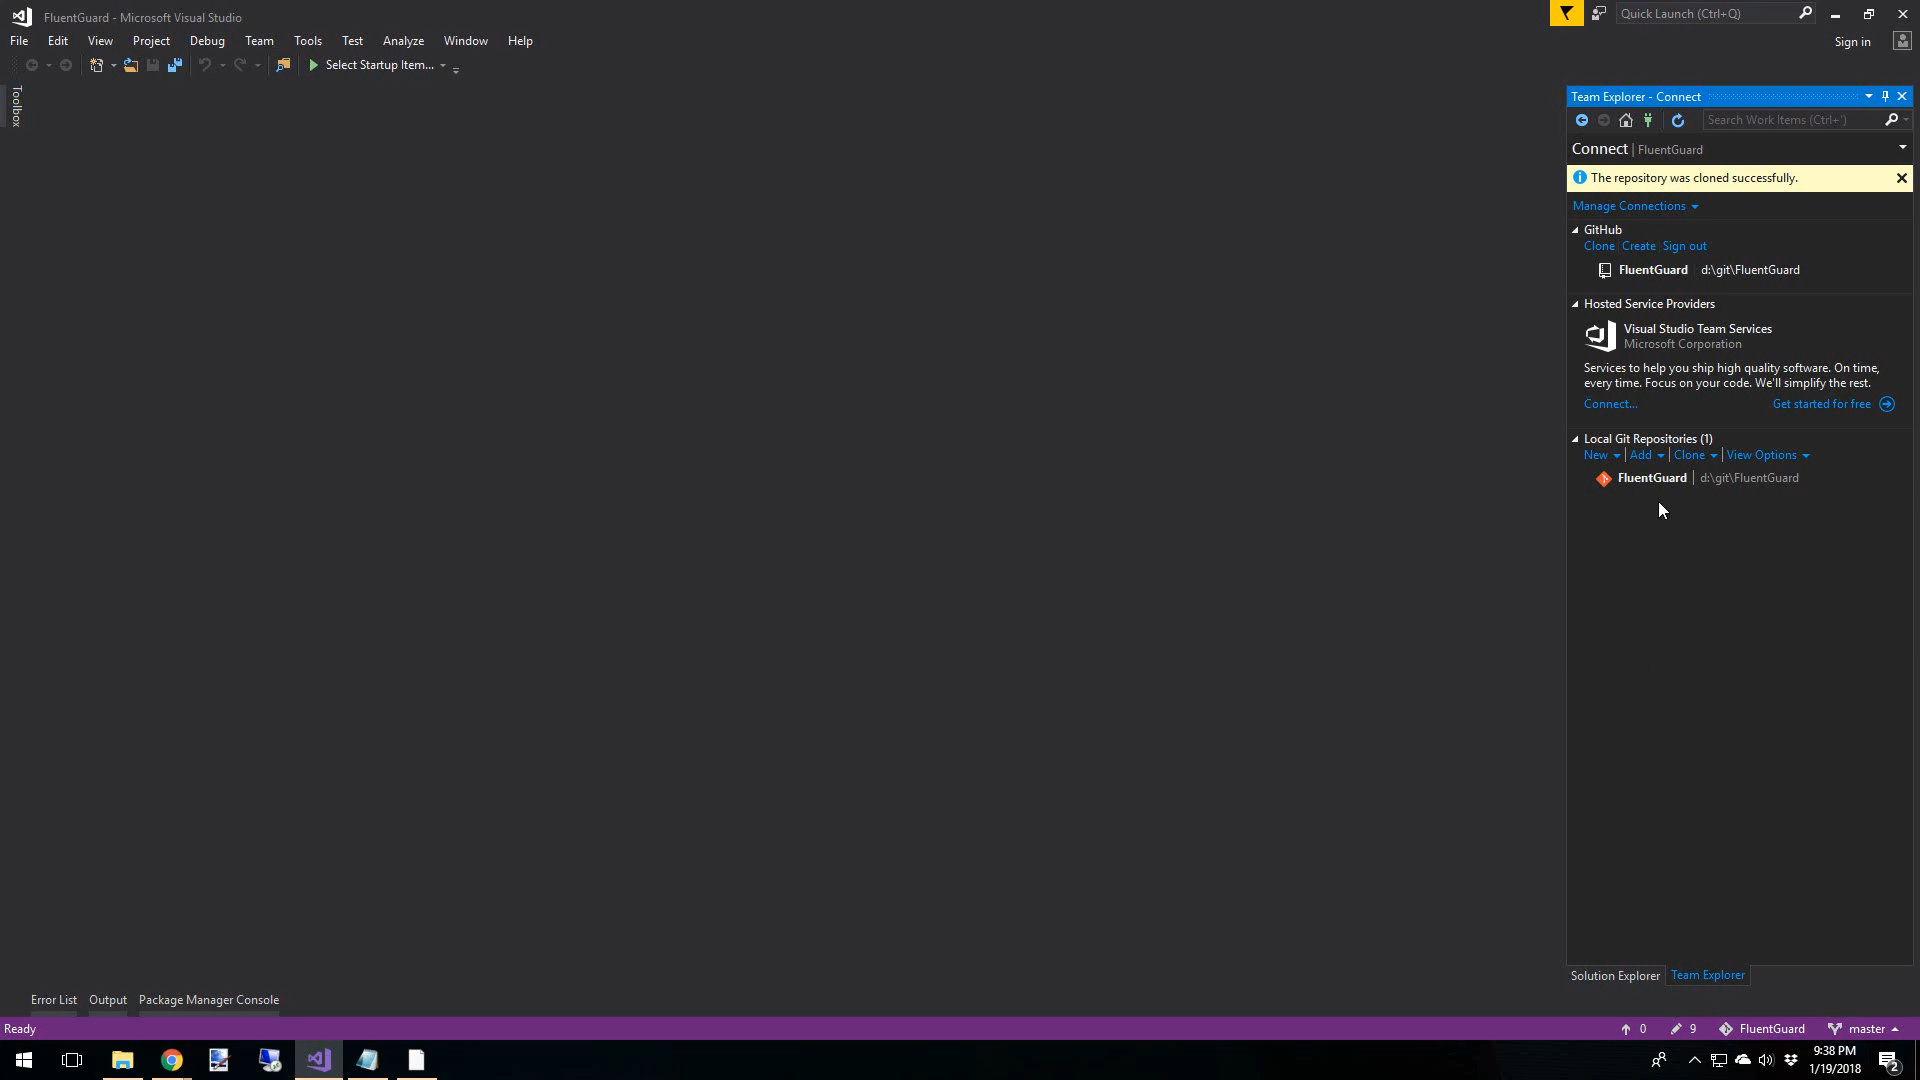 FluentGuard - Microsoft Visual Studio
Quick Launch (Ctrl+Q)
File Edit View Project Debug Team Tools Test Analyze Window Help
Sign in
Select Startup Item...
Toolbox
Team Explorer - Connect
Search Work Items (Ctrl+')
Connect | FluentGuard
The repository was cloned successfully.
Manage Connections
GitHub
Clone Create Sign out
FluentGuard d:\git\FluentGuard
Hosted Service Providers
Visual Studio Team Services
Microsoft Corporation
Services to help you ship high quality software. On time,
every time. Focus on your code. We'll simplify the rest.
Connect... Get started for free
Local Git Repositories (1)
New | Add | Clone | View Options
FluentGuard | d:\git\FluentGuard
Solution Explorer Team Explorer
Error List Output Package Manager Console
Ready
0 9 FluentGuard master
9:38 PM
1/19/2018
2